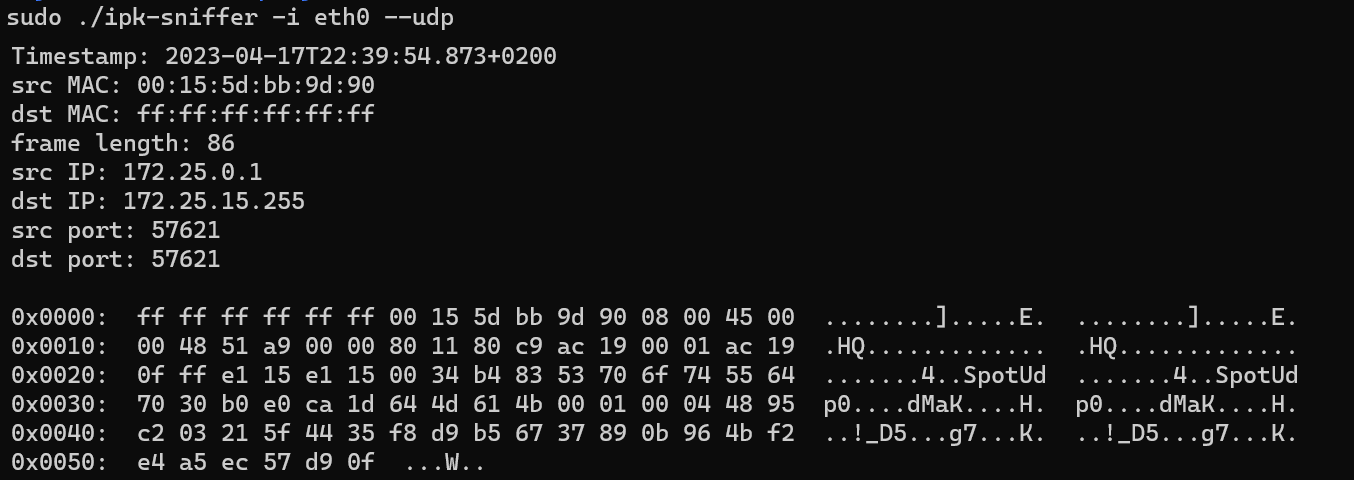 sudo ./ipk-sniffer -i eth0 --udp
Timestamp: 2023-04-17T22:39:54.873+0200
src MAC: 00:15:5d:bb:9d:90
dst MAC: ff:ff:ff:ff:ff:ff
frame length: 86
src IP: 172.25.0.1
dst IP: 172.25.15.255
src port: 57621
dst port: 57621

0x0000:  ff ff ff ff ff ff 00 15 5d bb 9d 90 08 00 45 00  ........].....E.  ........].....E.
0x0010:  00 48 51 a9 00 00 80 11 80 c9 ac 19 00 01 ac 19  .HQ.............  .HQ.............
0x0020:  0f ff e1 15 e1 15 00 34 b4 83 53 70 6f 74 55 64  .......4..SpotUd  .......4..SpotUd
0x0030:  70 30 b0 e0 ca 1d 64 4d 61 4b 00 01 00 04 48 95  p0....dMaK....H.  p0....dMaK....H.
0x0040:  c2 03 21 5f 44 35 f8 d9 b5 67 37 89 0b 96 4b f2  ..!_D5...g7...K.  ..!_D5...g7...K.
0x0050:  e4 a5 ec 57 d9 0f  ...W..